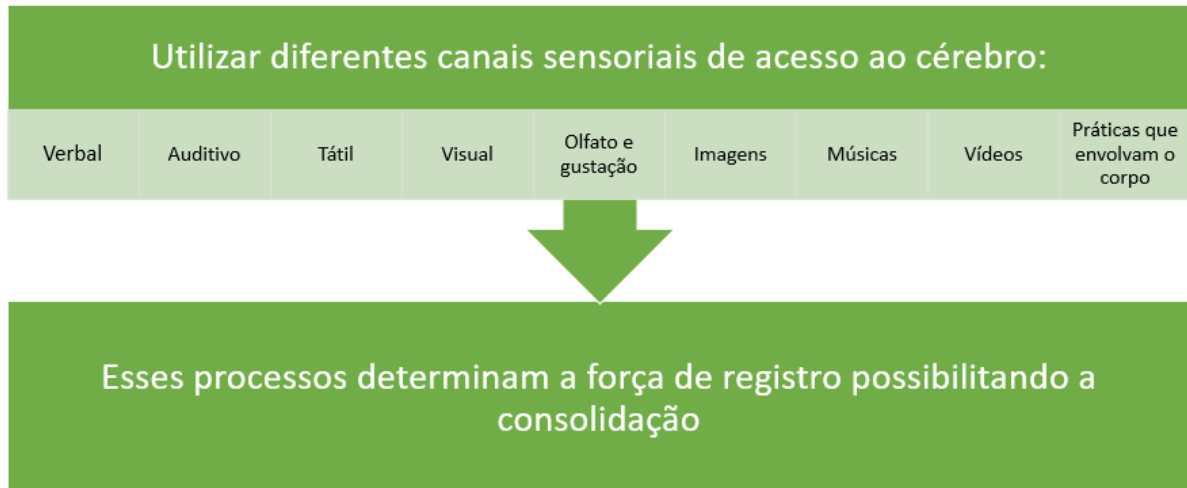 Utilizar diferentes canais sensoriais de acesso ao cérebro:
Verbal
Auditivo
Tátil
Visual
Olfato e
gustação
Imagens
Músicas
Vídeos
Práticas que
envolvam o
corpo
Esses processos determinam a força de registro possibilitando a
consolidação